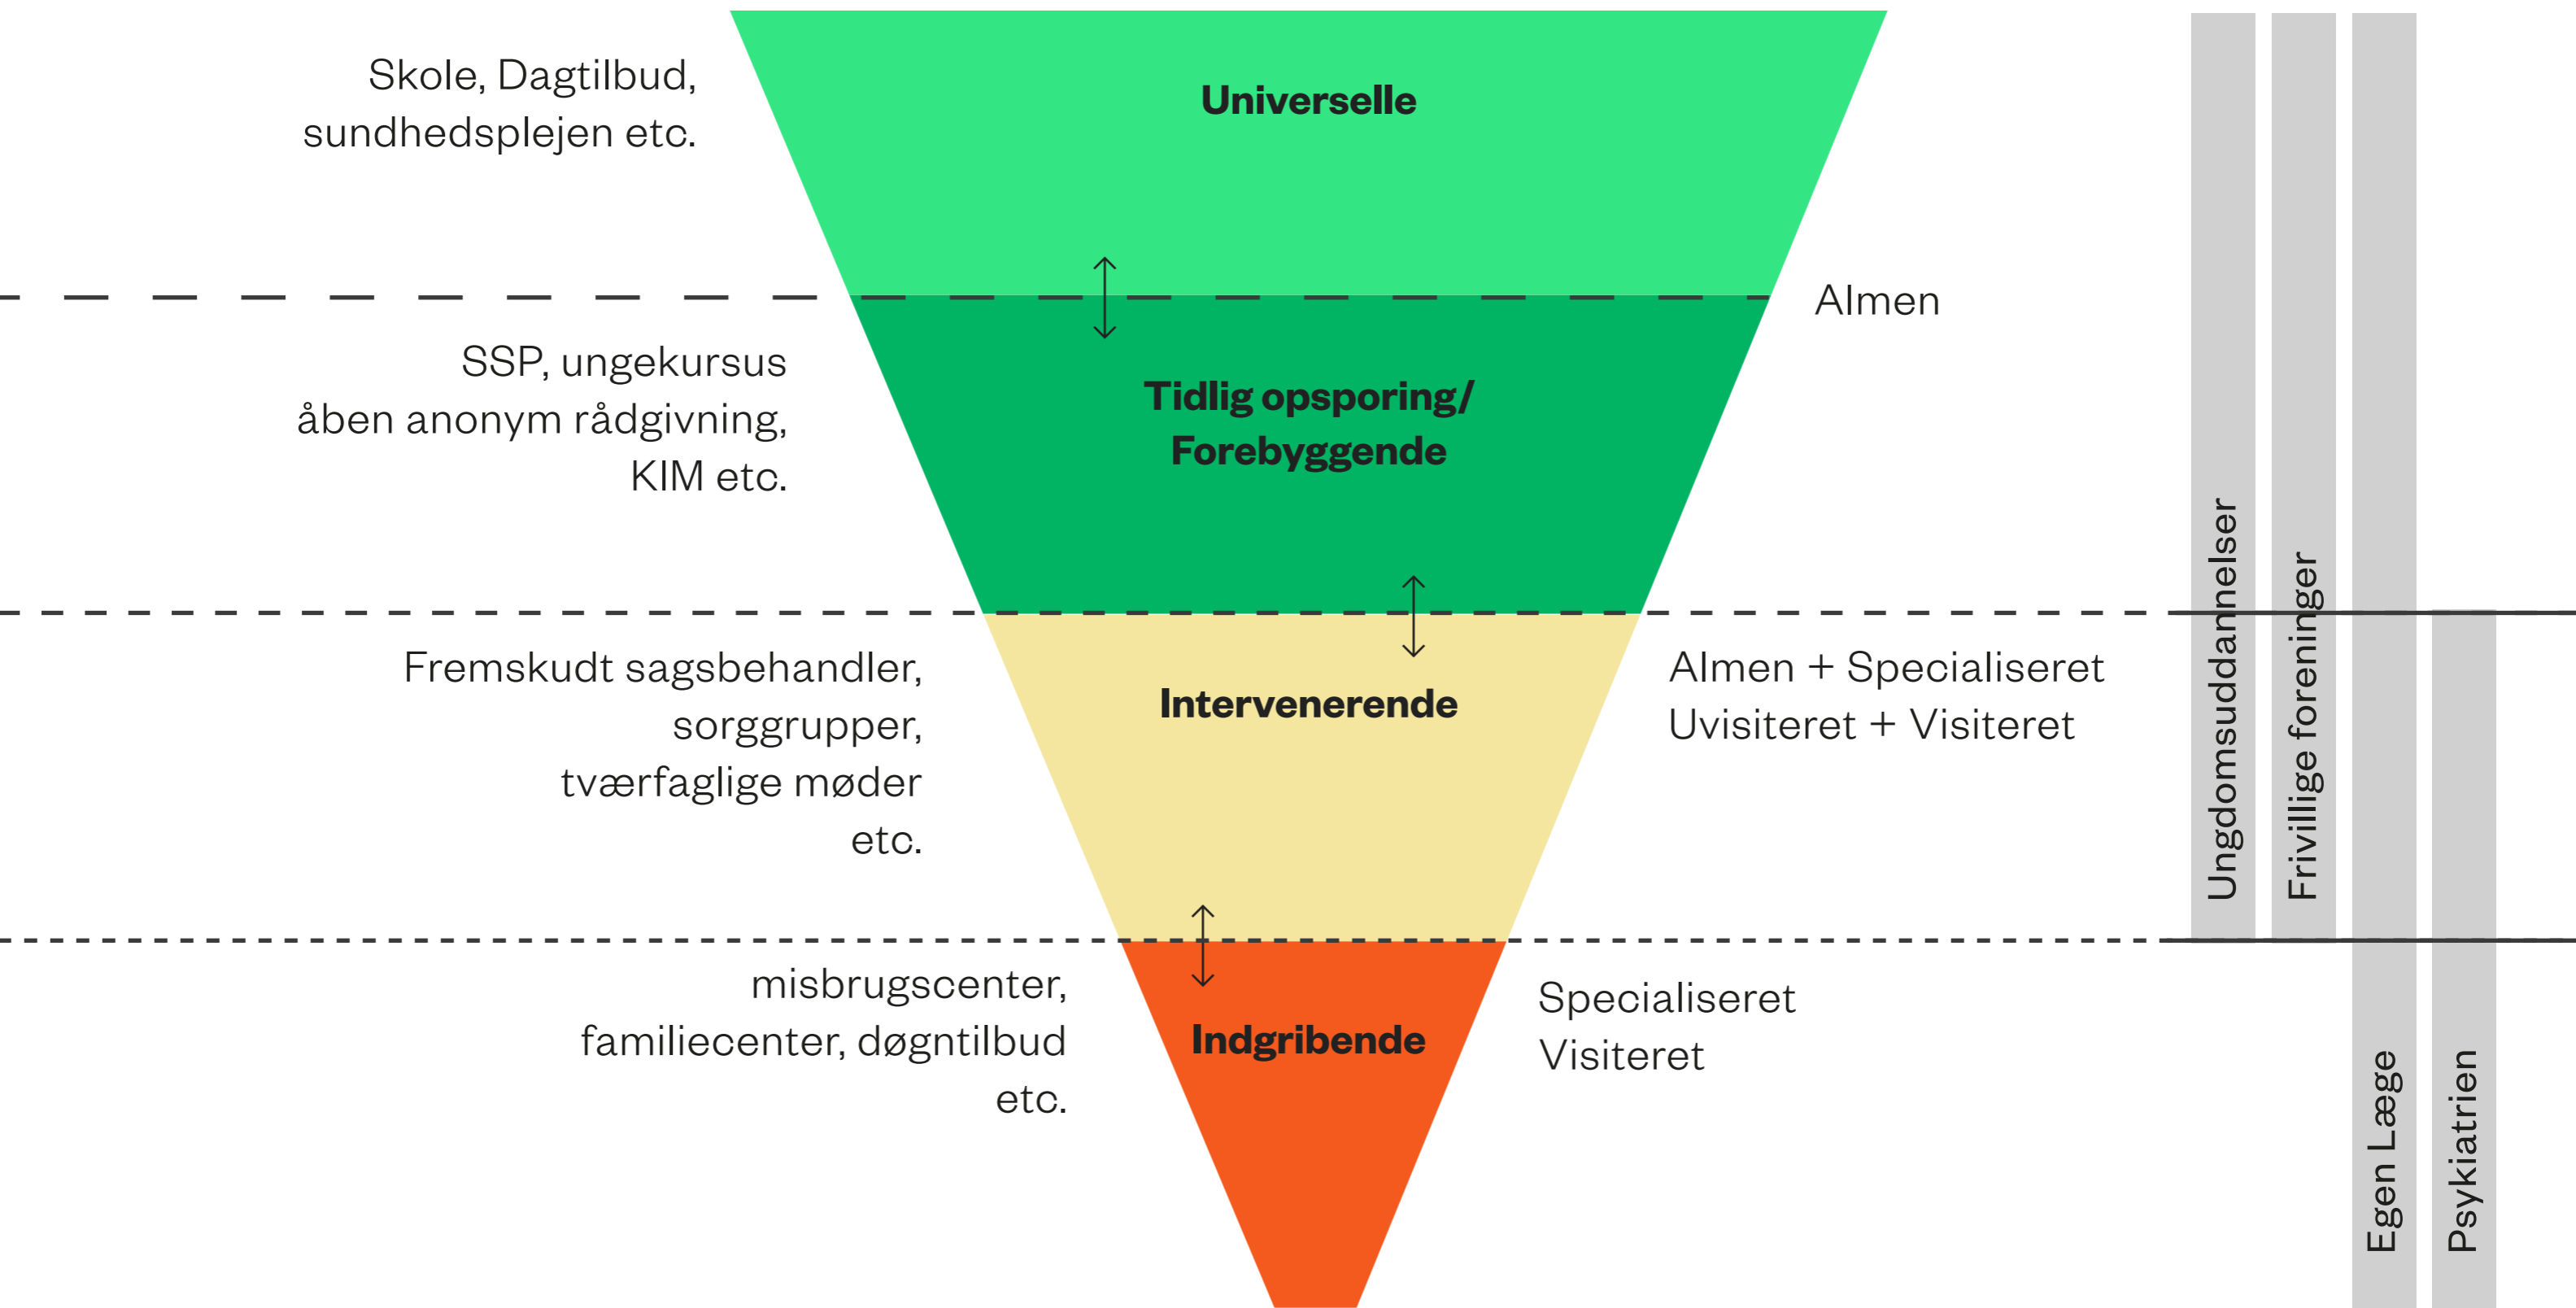 Skole, Dagtilbud,
sundhedsplejen etc.
Universelle
Almen
SSP, ungekursus
åben anonym rådgivning,
KIM etc.
Tidlig opsporing/
Forebyggende
Fremskudt sagsbehandler,
sorggrupper,
tværfaglige møder
etc.
Intervenerende
Almen + Specialiseret
Uvisiteret + Visiteret
misbrugscenter,
familiecenter, døgntilbud
etc.
Indgribende
Specialiseret
Visiteret
Ungdomsuddannelser
Frivillige foreninger
Egen Læge
Psykiatrien